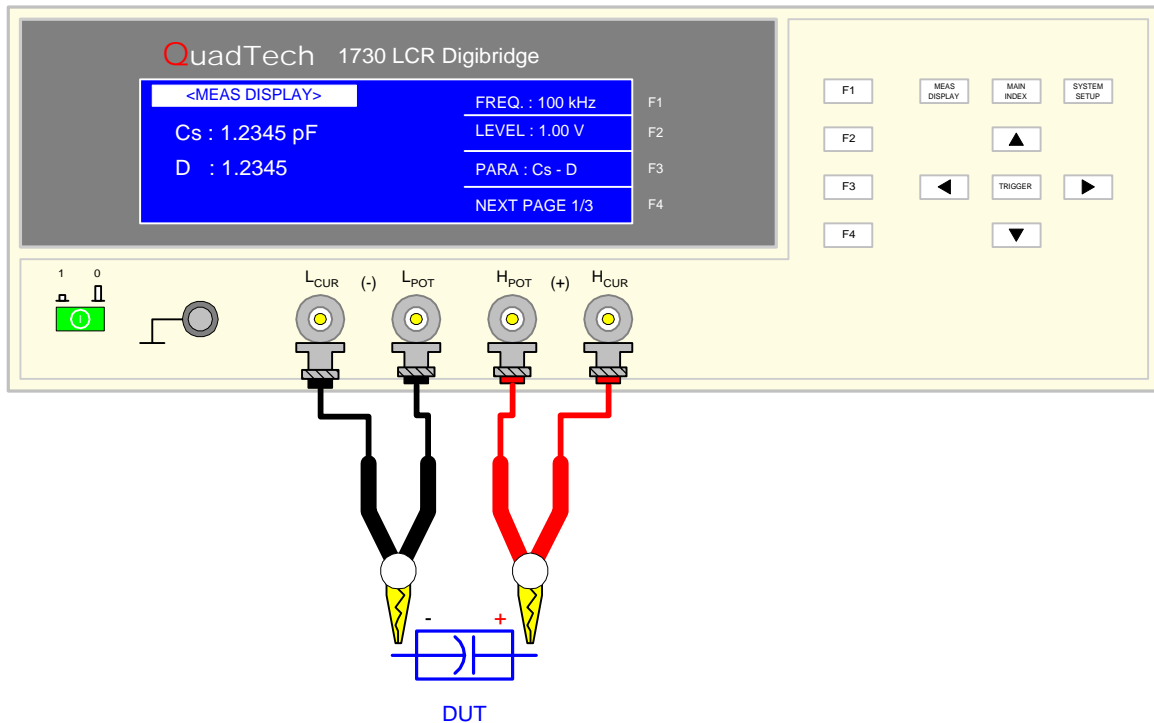 QuadTech 1730 LCR Digibridge
<MEAS DISPLAY>
Cs : 1.2345 pF
D : 1.2345
FREQ. : 100 kHz
LEVEL : 1.00 V
PARA : Cs - D
NEXT PAGE 1/3
F1
F2
F3
F4
F1
F2
F3
F4
MEAS
DISPLAY
MAIN
INDEX
SYSTEM
SETUP
TRIGGER
1 0
LCUR (-) LPOT HPOT (+) HCUR
- +
DUT